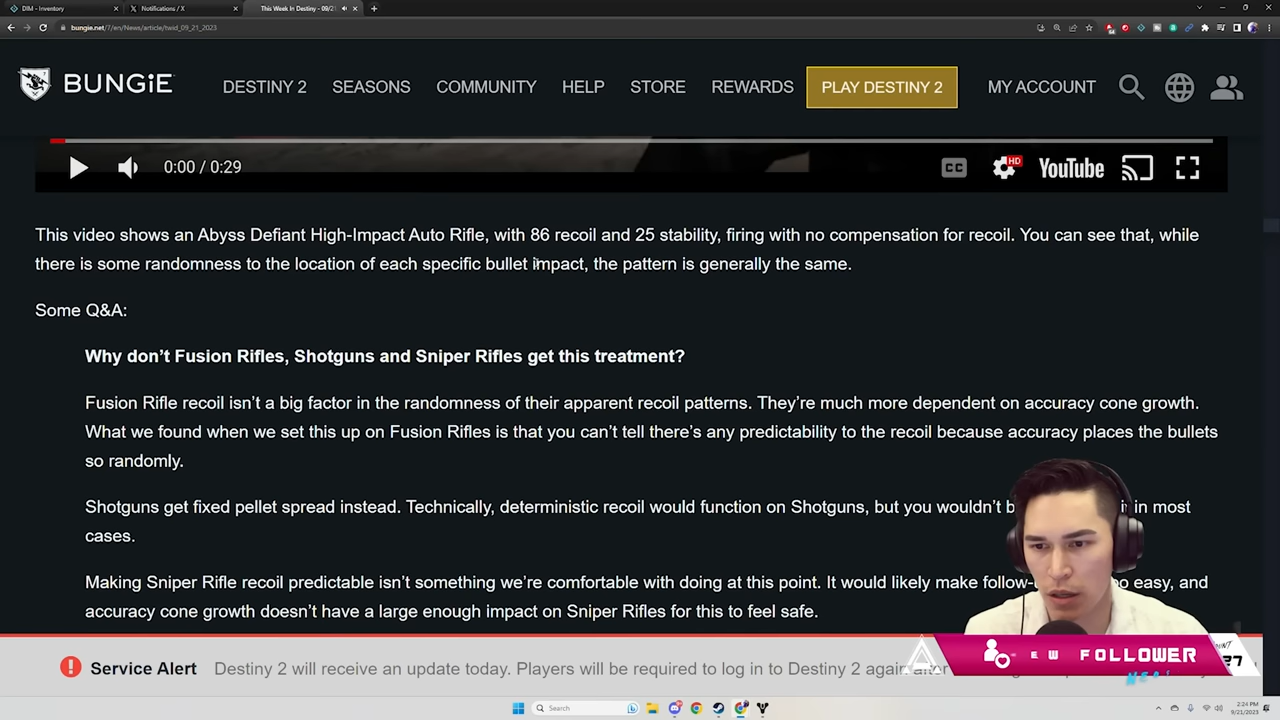 DIM - Inventory
Notifications / X
This Week In Destiny - 09/2
bungie.net/7/en/News/article/twid_09_21_2023
BUNGiE
DESTINY 2
SEASONS
COMMUNITY
HELP
STORE
REWARDS
PLAY DESTINY 2
MY ACCOUNT
0:00 / 0:29
CC
HD
YouTube
This video shows an Abyss Defiant High-Impact Auto Rifle, with 86 recoil and 25 stability, firing with no compensation for recoil. You can see that, while
there is some randomness to the location of each specific bullet impact, the pattern is generally the same.
Some Q&A:
Why don't Fusion Rifles, Shotguns and Sniper Rifles get this treatment?
Fusion Rifle recoil isn't a big factor in the randomness of their apparent recoil patterns. They're much more dependent on accuracy cone growth.
What we found when we set this up on Fusion Rifles is that you can't tell there's any predictability to the recoil because accuracy places the bullets
so randomly.
Shotguns get fixed pellet spread instead. Technically, deterministic recoil would function on Shotguns, but you wouldn't in most
cases.
Making Sniper Rifle recoil predictable isn't something we're comfortable with doing at this point. It would likely make easy, and
accuracy cone growth doesn't have a large enough impact on Sniper Rifles for this to feel safe.
Service Alert
Destiny 2 will receive an update today. Players will be required to log in to Destiny 2 again after
EW FOLLOWER
Search
2:24 PM
9/21/2023